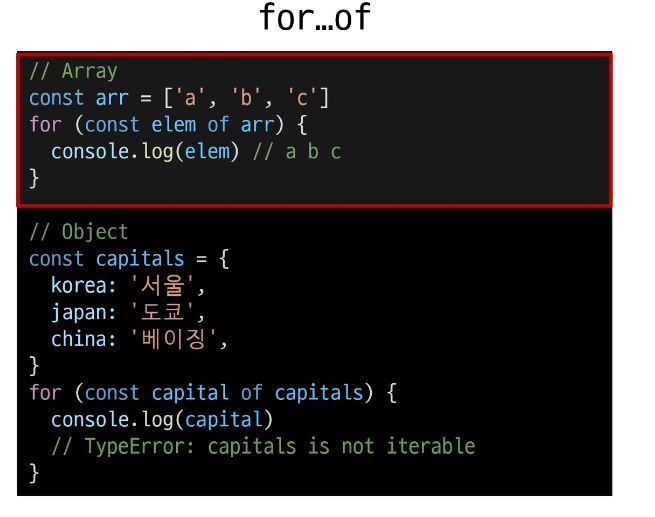 for…of
// Array
const arr = ['a', 'b', 'c']
for (const elem of arr) {
  console.log(elem) // a b c
}
// Object
const capitals = {
  korea: '서울',
  japan: '도쿄',
  china: '베이징',
}
for (const capital of capitals) {
  console.log(capital)
  // TypeError: capitals is not iterable
}